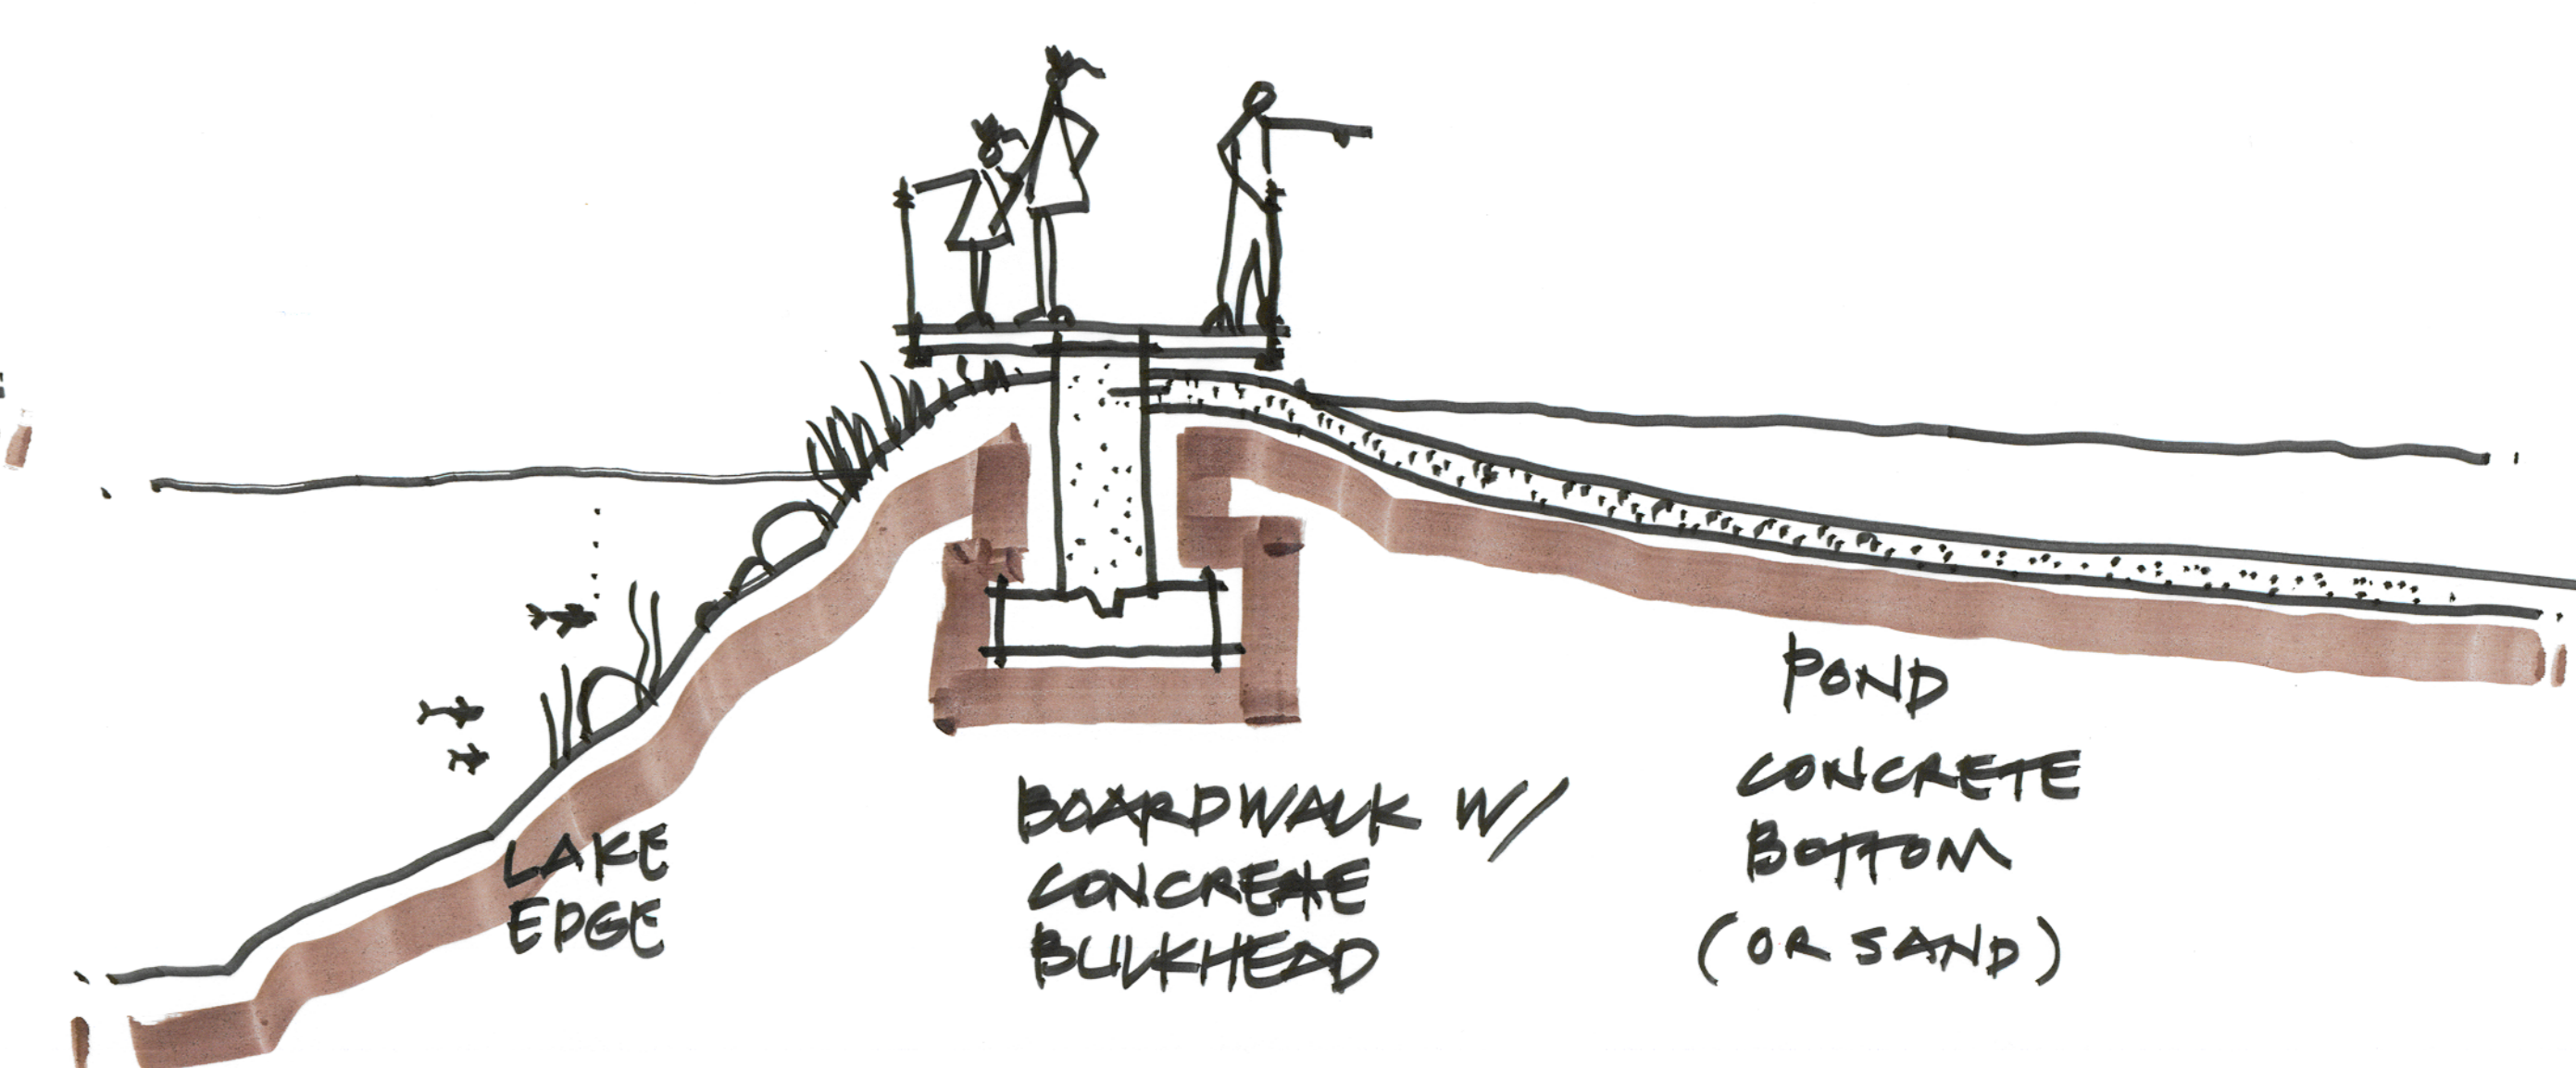 LAKE
EDGE
BOARDWALK W/
CONCRETE
BULKHEAD
POND
CONCRETE
BOTTOM
(OR SAND)